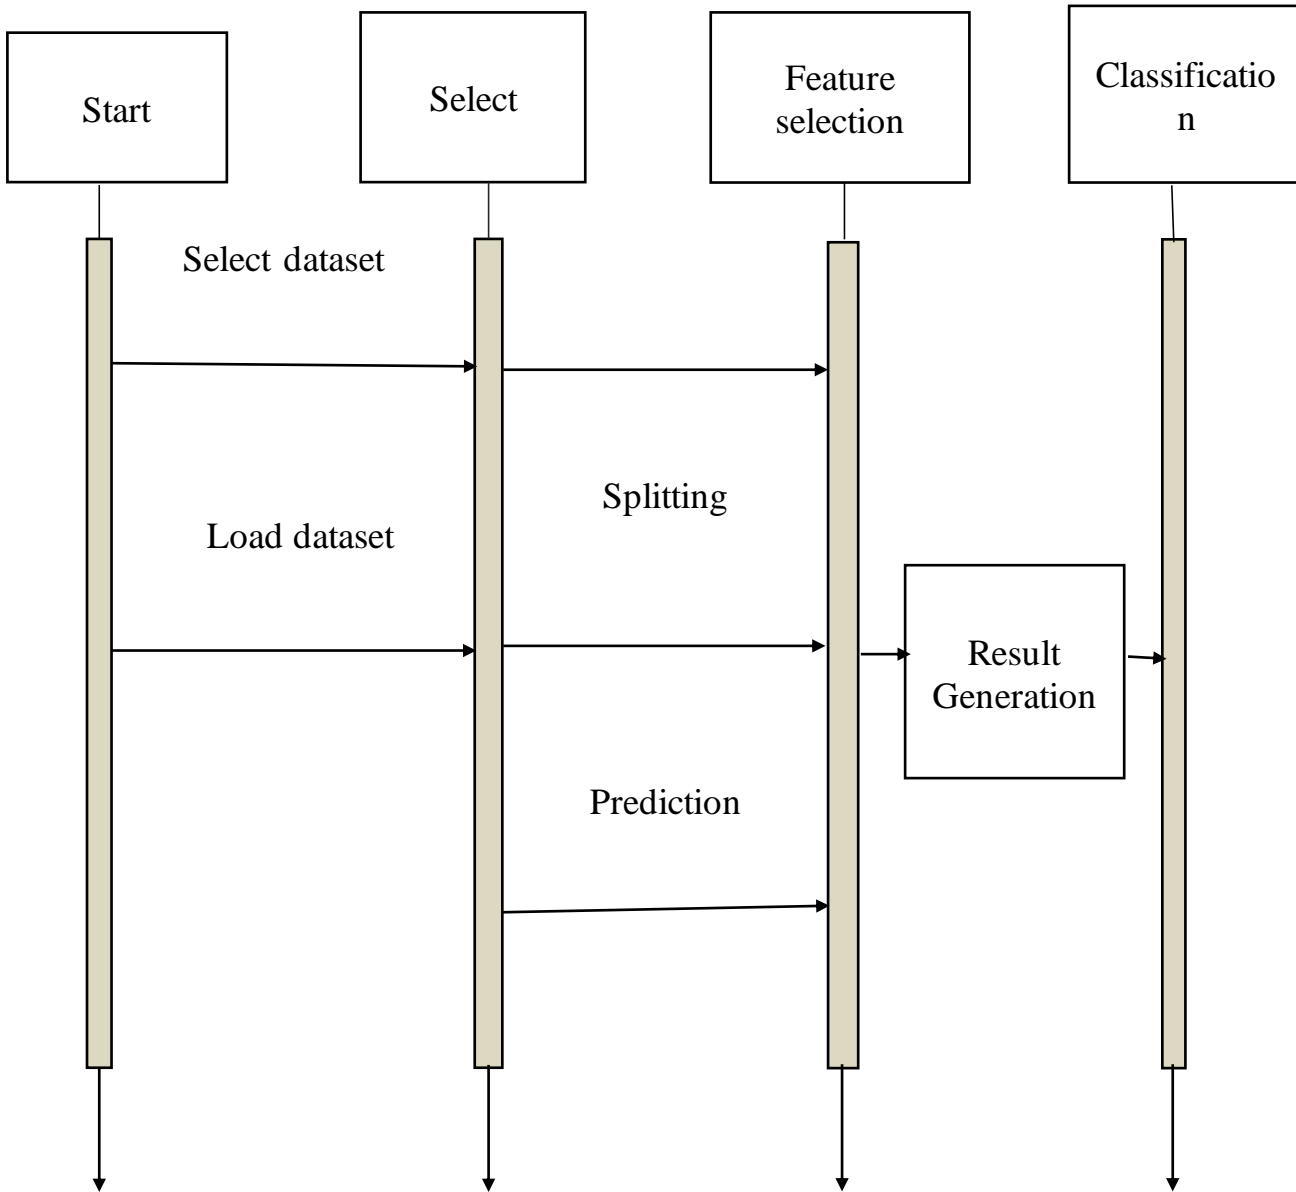 Start
Select
Feature
selection
Classificatio
n
Select dataset
Splitting
Load dataset
Result
Generation
Prediction